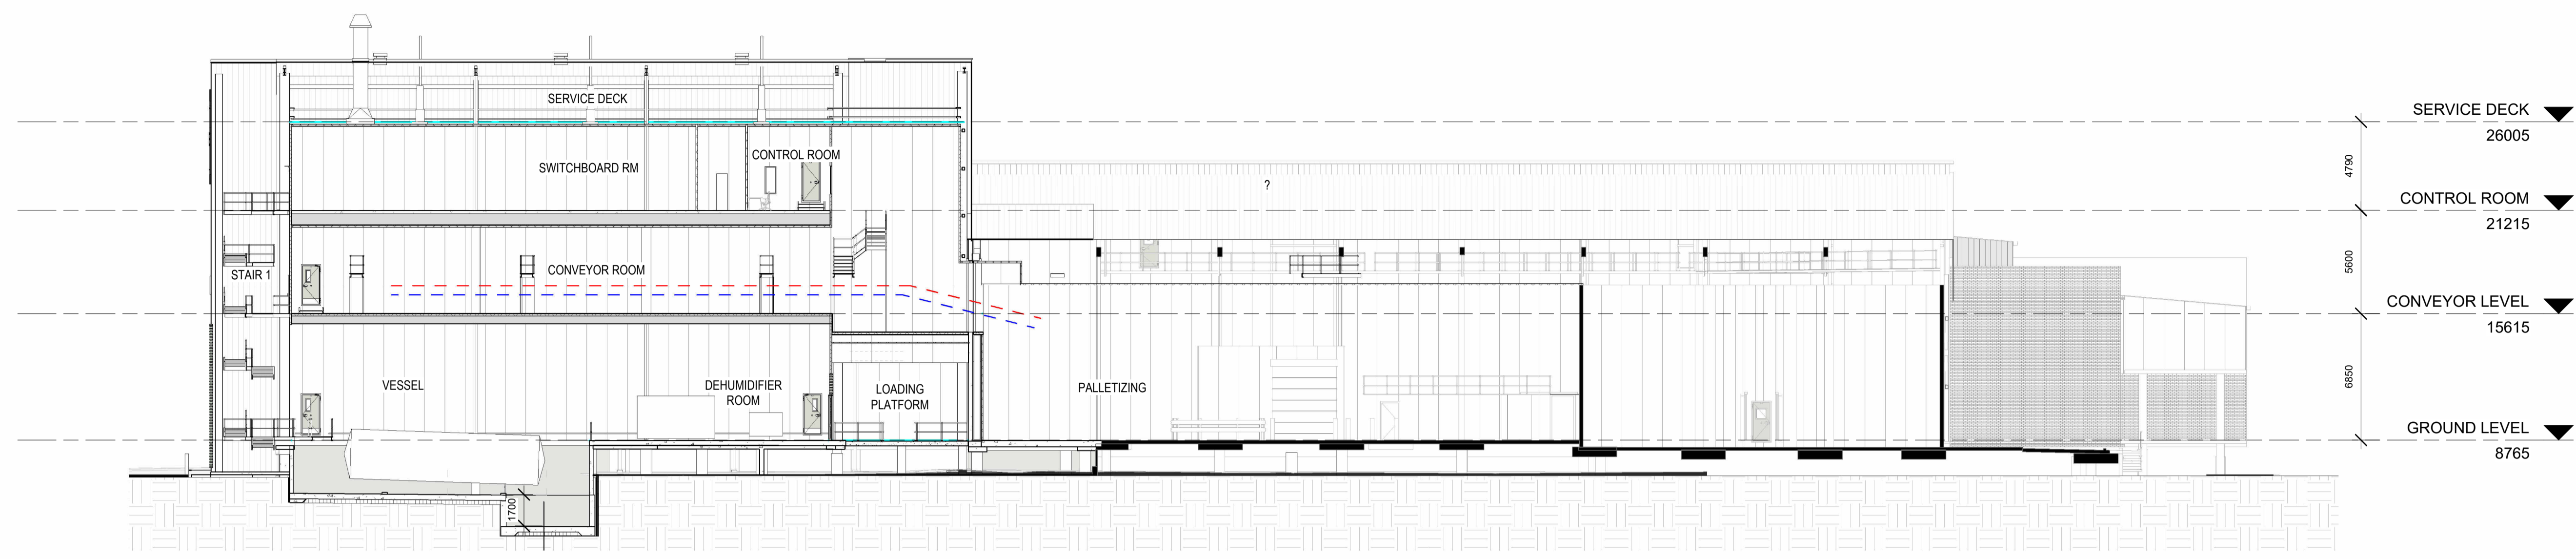 SERVICE DECK
SERVICE DECK
26005
4790
CONTROL ROOM
SWITCHBOARD RM
?
CONTROL ROOM
21215
5600
STAIR 1
CONVEYOR ROOM
CONVEYOR LEVEL
15615
6850
VESSEL
DEHUMIDIFIER
ROOM
LOADING
PLATFORM
PALLETIZING
GROUND LEVEL
8765
1700